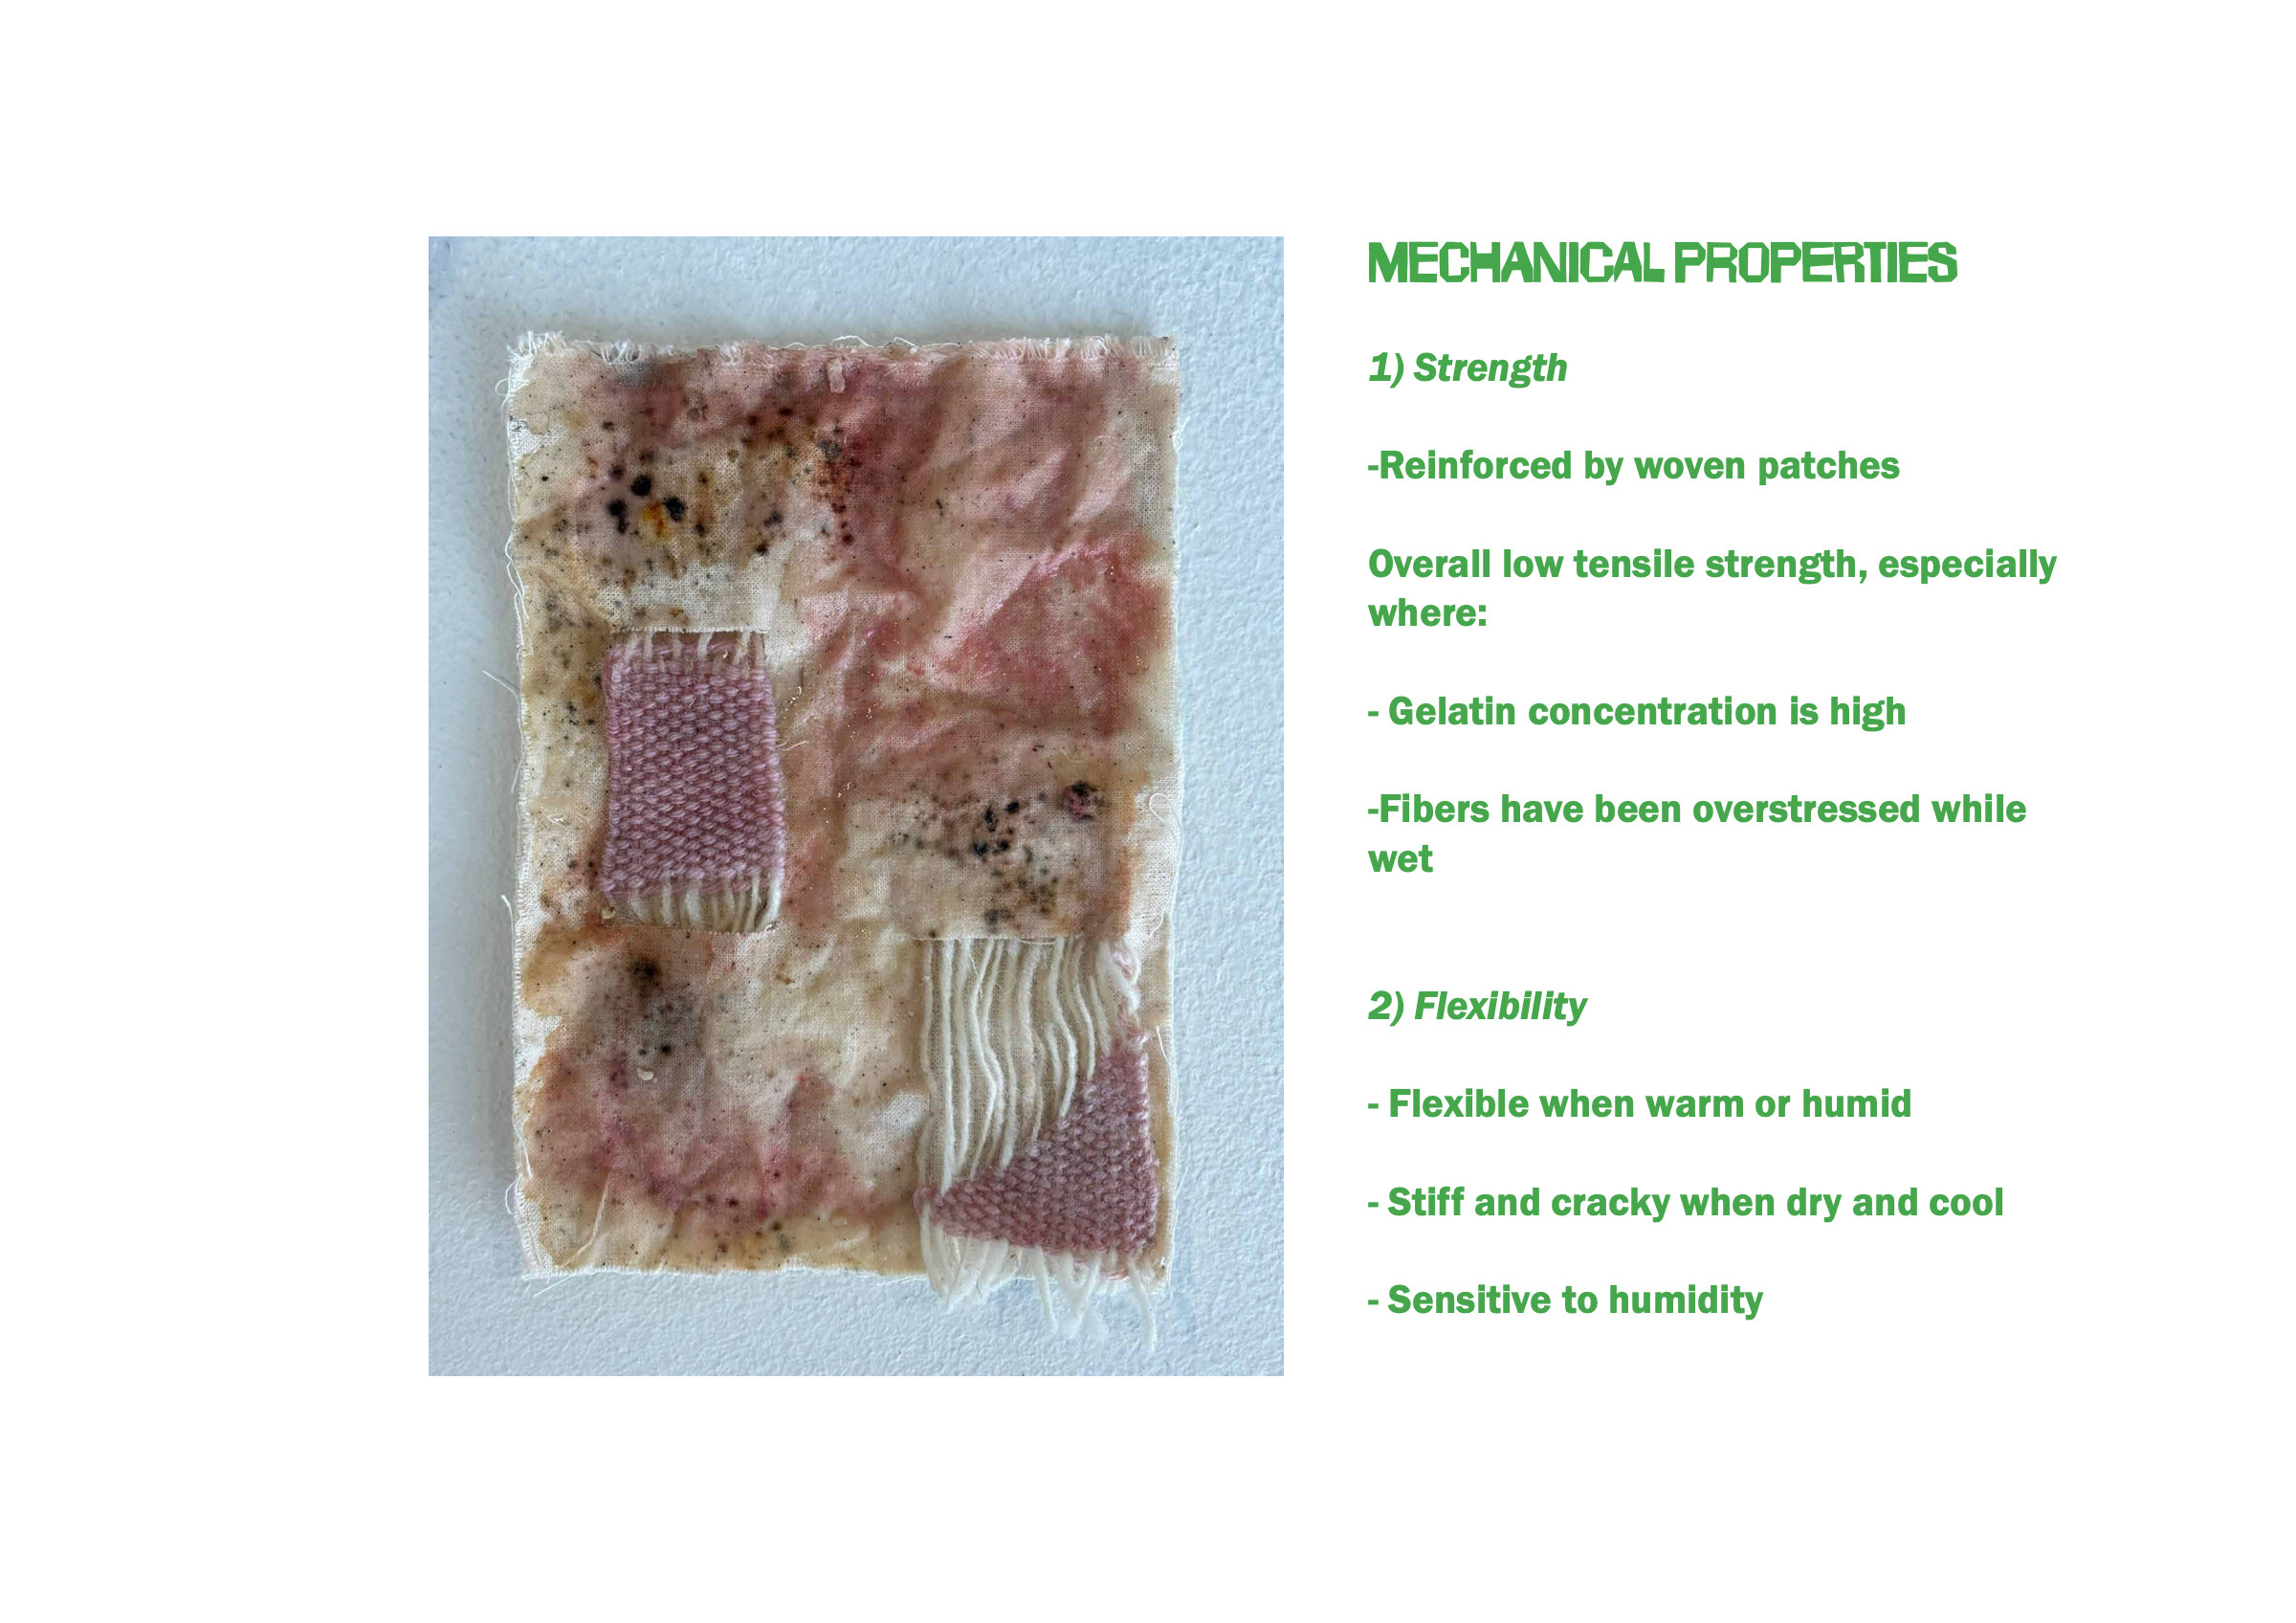 MECHANICAL PROPERTIES
1) Strength
-Reinforced by woven patches
Overall low tensile strength, especially
where:
- Gelatin concentration is high
-Fibers have been overstressed while
wet
2) Flexibility
- Flexible when warm or humid
- Stiff and cracky when dry and cool
- Sensitive to humidity